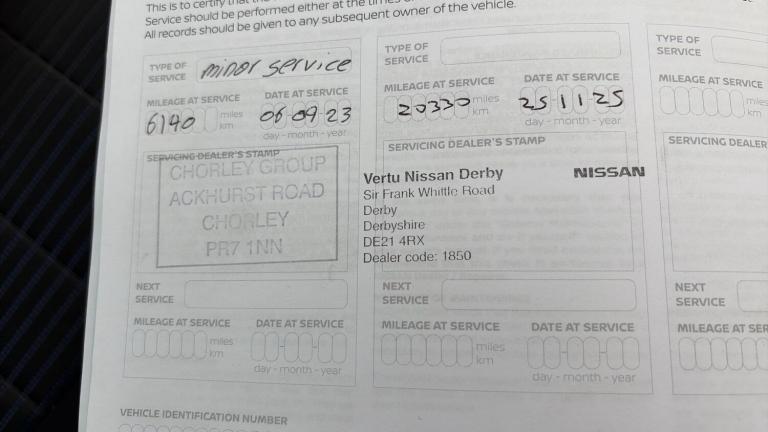 This is to certify that the
Service should be performed either at the times
All records should be given to any subsequent owner of the vehicle.
TYPE OF SERVICE minor service
MILEAGE AT SERVICE
6140 miles km
DATE AT SERVICE
06 09 23
day - month - year
SERVICING DEALER'S STAMP
CHORLEY GROUP
ACKHURST ROAD
CHORLEY
PR7 1NN
NEXT SERVICE
MILEAGE AT SERVICE
miles km
DATE AT SERVICE
day - month - year
TYPE OF SERVICE
MILEAGE AT SERVICE
20330 miles km
DATE AT SERVICE
25 11 25
day - month - year
SERVICING DEALER'S STAMP
Vertu Nissan Derby NISSAN
Sir Frank Whittle Road
Derby
Derbyshire
DE21 4RX
Dealer code: 1850
NEXT SERVICE
MILEAGE AT SERVICE
miles km
DATE AT SERVICE
day - month - year
TYPE OF SERVICE
MILEAGE AT SERVICE
miles km
SERVICING DEALER
NEXT SERVICE
MILEAGE AT SER
VEHICLE IDENTIFICATION NUMBER